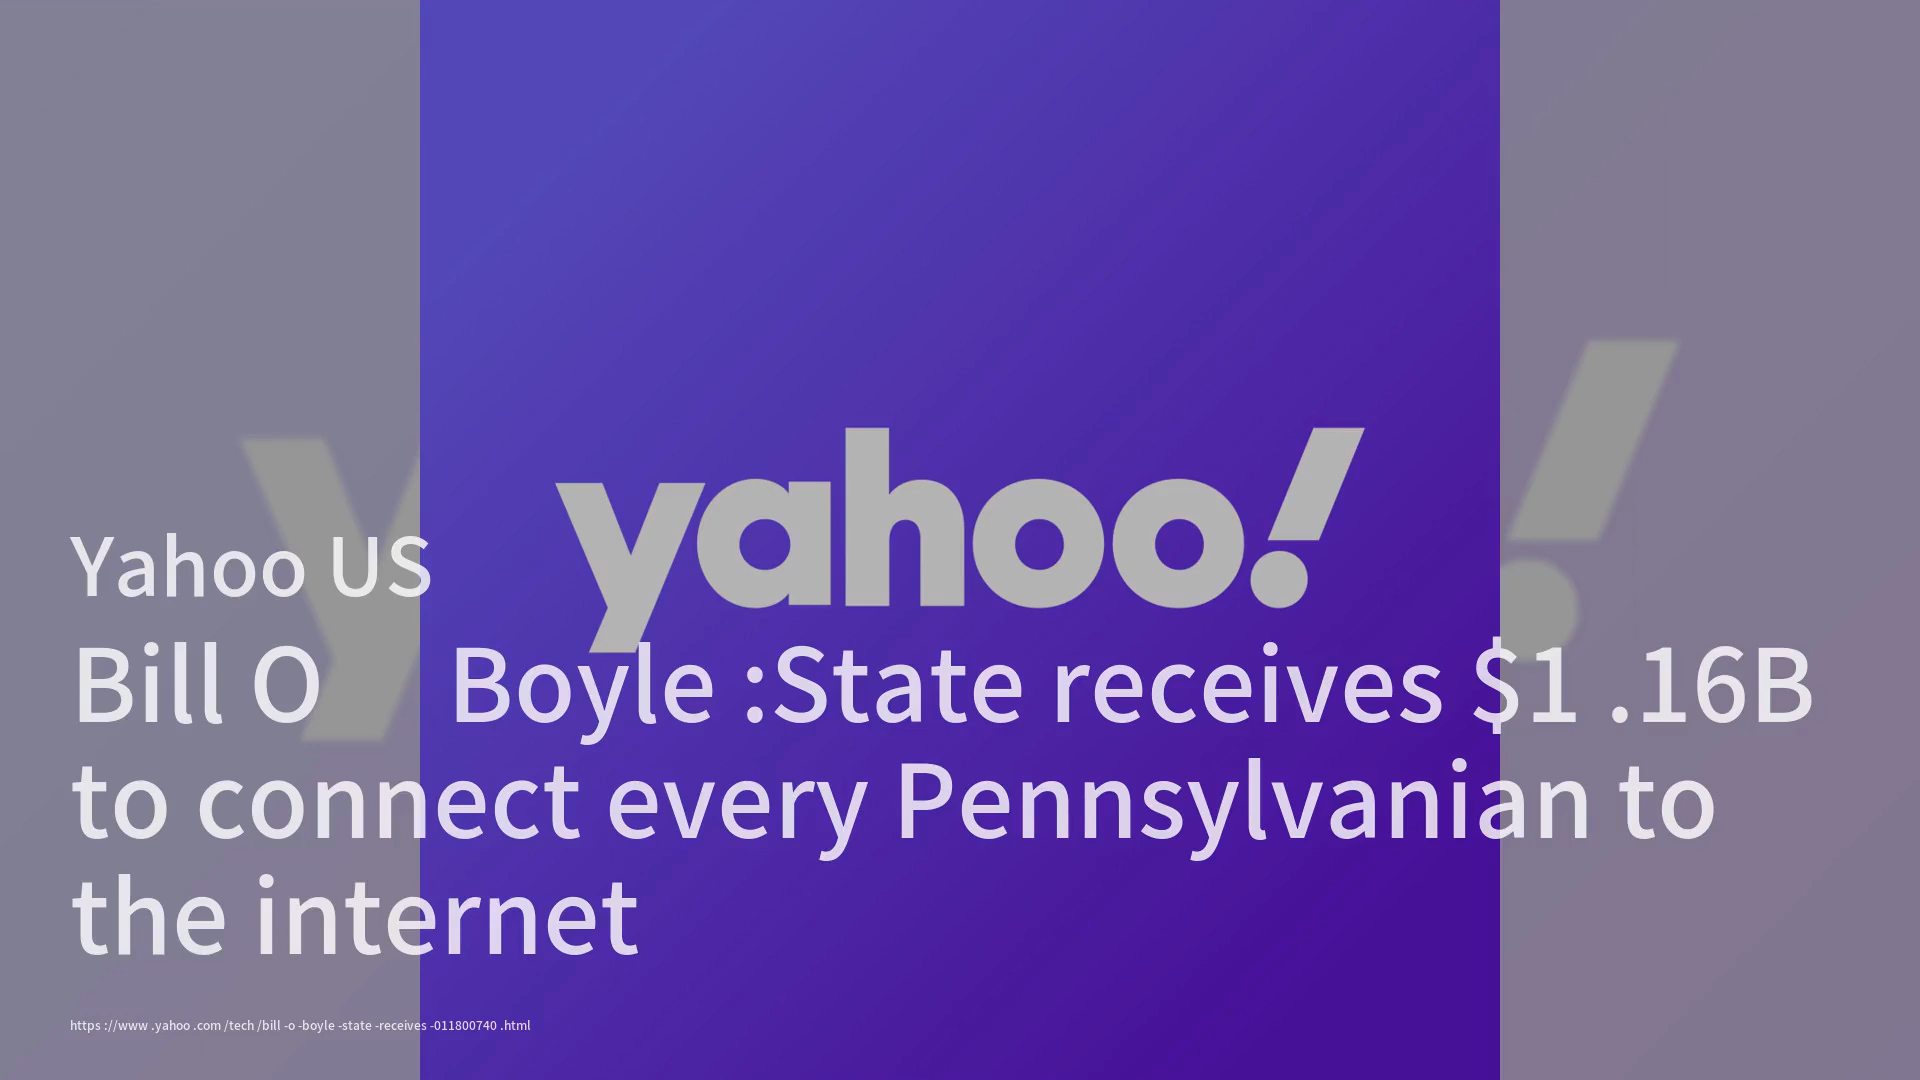 yahoo!
Yahoo US
Bill O Boyle :State receives $1 .16B
to connect every Pennsylvanian to
the internet
https ://www .yahoo .com /tech /bill -o -boyle -state -receives -011800740 .html